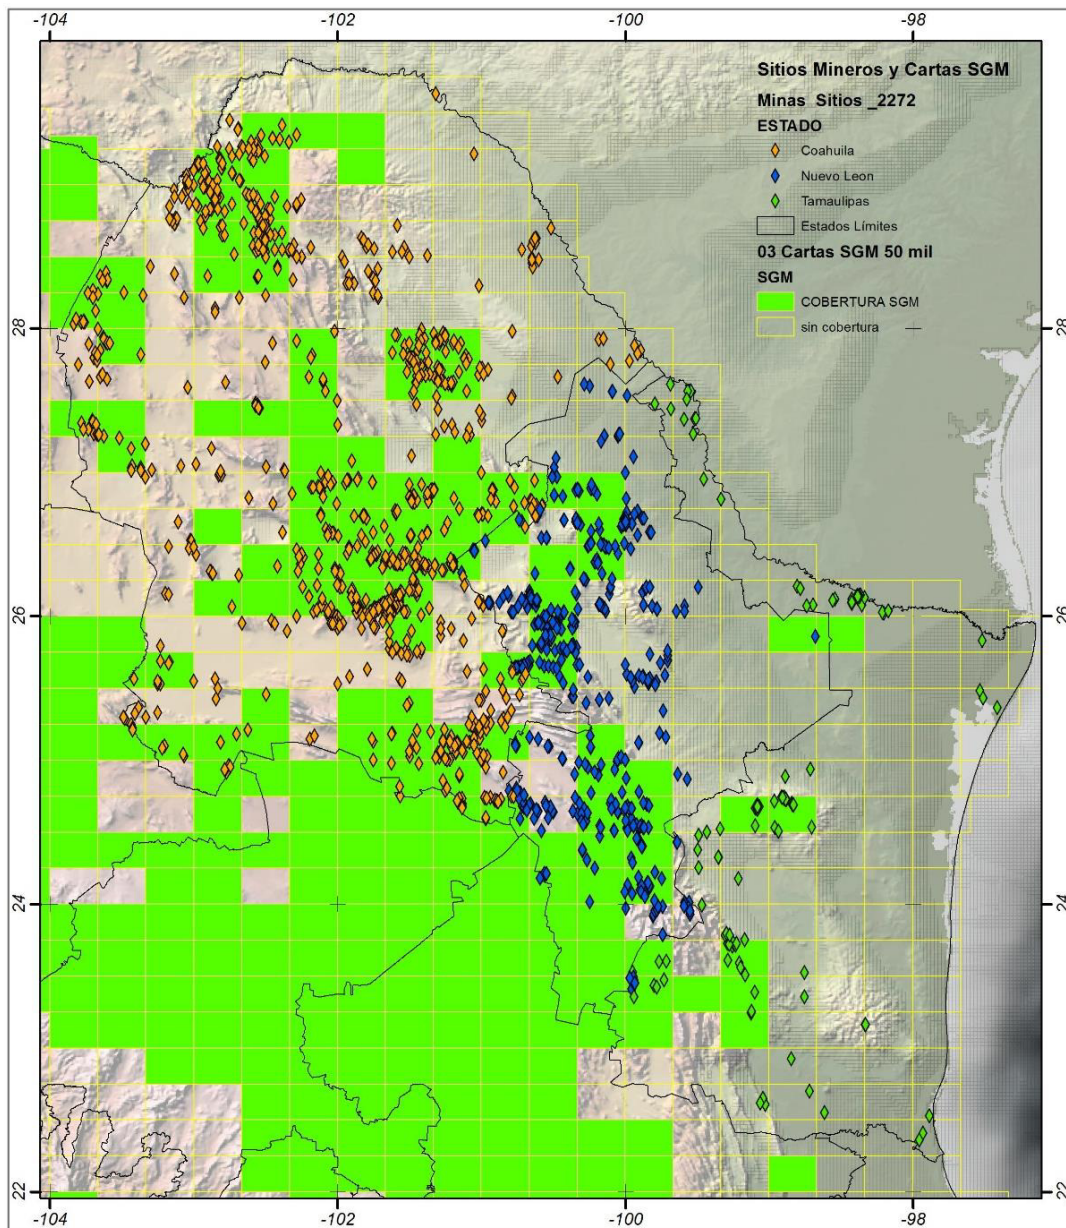 -104 -102 -100 -98
Sitios Mineros y Cartas SGM
Minas Sitios _2272
ESTADO
Coahuila
Nuevo Leon
Tamaulipas
Estados Límites
03 Cartas SGM 50 mil
SGM
COBERTURA SGM
sin cobertura
28 28
26 26
24 24
22 22
-104 -102 -100 -98